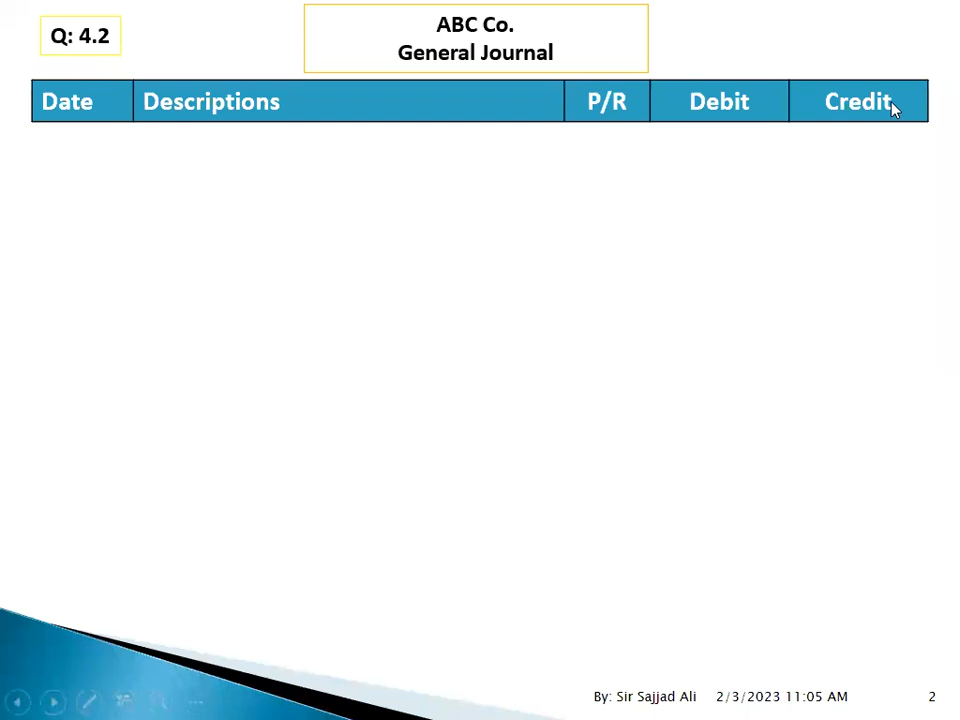 Q: 4.2
ABC Co.
General Journal
Date Descriptions P/R Debit Credit
By: Sir Sajjad Ali 2/3/2023 11:05 AM 2